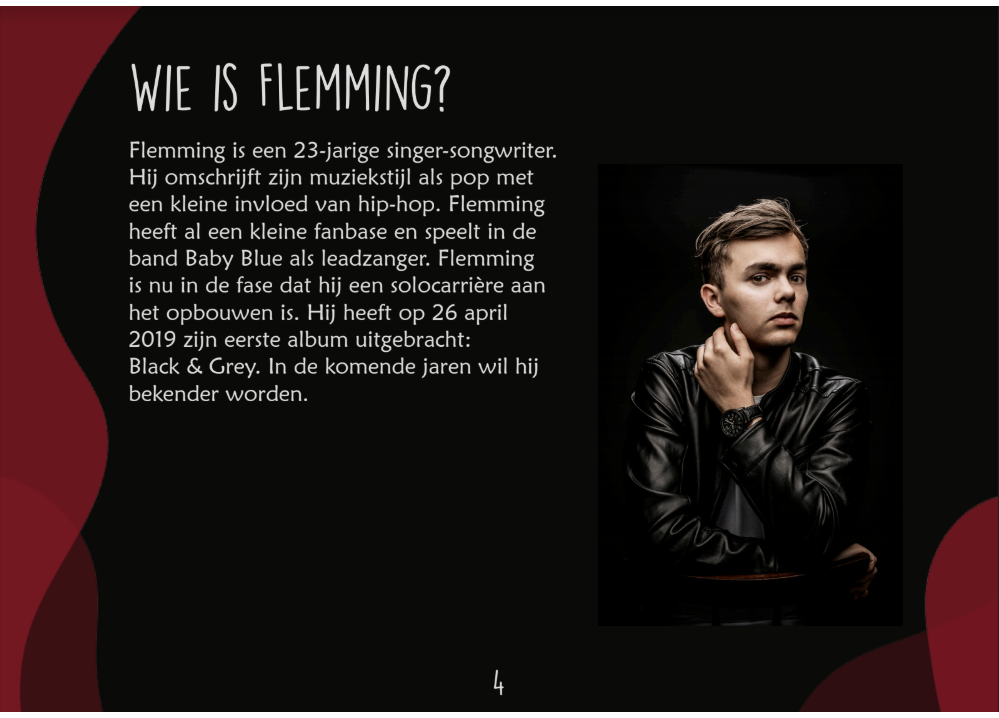 WIE IS FLEMMING?
Flemming is een 23-jarige singer-songwriter.
Hij omschrijft zijn muziekstijl als pop met
een kleine invloed van hip-hop. Flemming
heeft al een kleine fanbase en speelt in de
band Baby Blue als leadzanger. Flemming
is nu in de fase dat hij een solocarrière aan
het opbouwen is. Hij heeft op 26 april
2019 zijn eerste album uitgebracht:
Black & Grey. In de komende jaren wil hij
bekender worden.
4